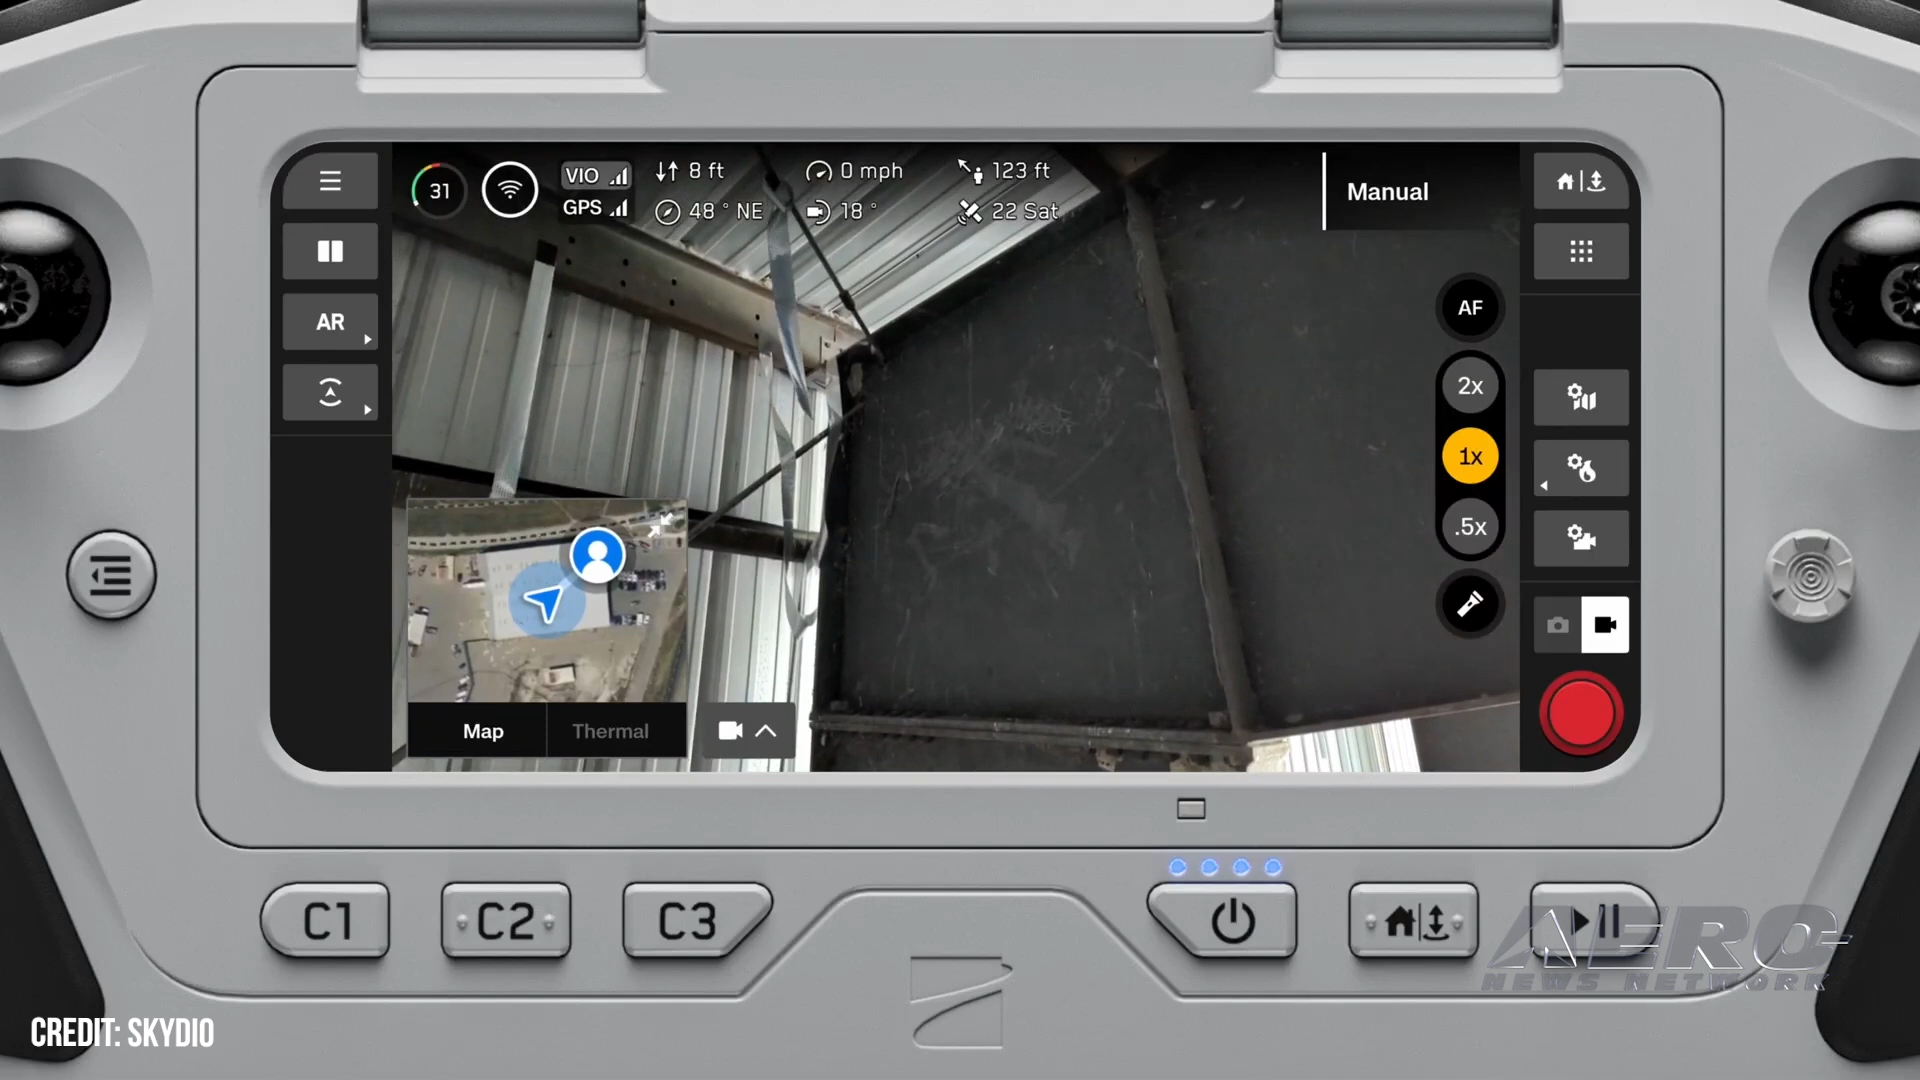 31
VIO
GPS
8 ft
48 ° NE
0 mph
18 °
123 ft
22 Sat
Manual
AR
AF
2x
1x
.5x
Map
Thermal
C1
C2
C3
AERO
NEWS NETWORK
CREDIT: SKYDIO